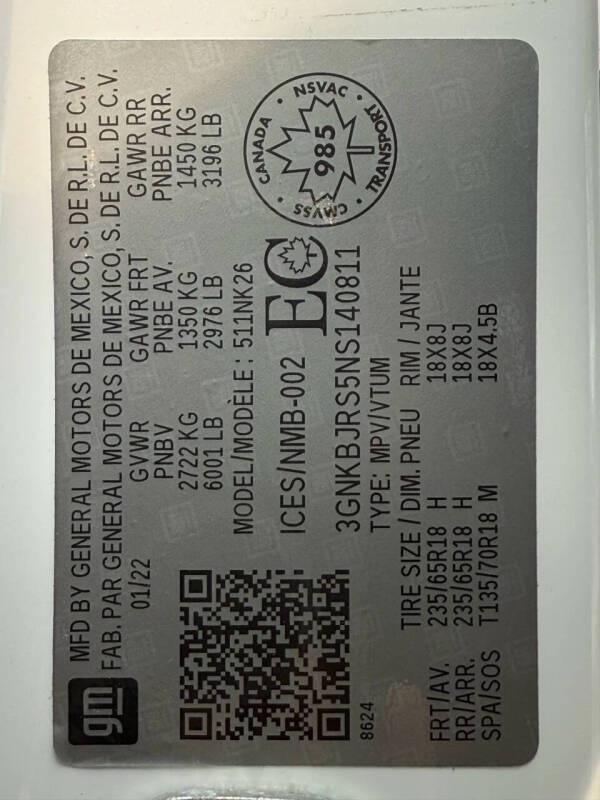 gm
MFD BY GENERAL MOTORS DE MEXICO, S. DE R.L. DE C.V.
FAB. PAR GENERAL MOTORS DE MEXICO, S. DE R.L. DE C.V.
01/22 GVWR GAWR FRT GAWR RR
PNBV PNBE AV. PNBE ARR.
2722 KG 1350 KG 1450 KG
6001 LB 2976 LB 3196 LB
MODEL/MODÈLE: 511NK26
ICES/NMB-002 EC
CANADA · NSVAC · TRANSPORT · CMVSS
985
3GNKBJRS5NS140811
TYPE: MPV/VTUM
8624
TIRE SIZE / DIM. PNEU RIM / JANTE
FRT/AV. 235/65R18 H 18X8J
RR/ARR. 235/65R18 H 18X8J
SPA/SOS T135/70R18 M 18X4.5B